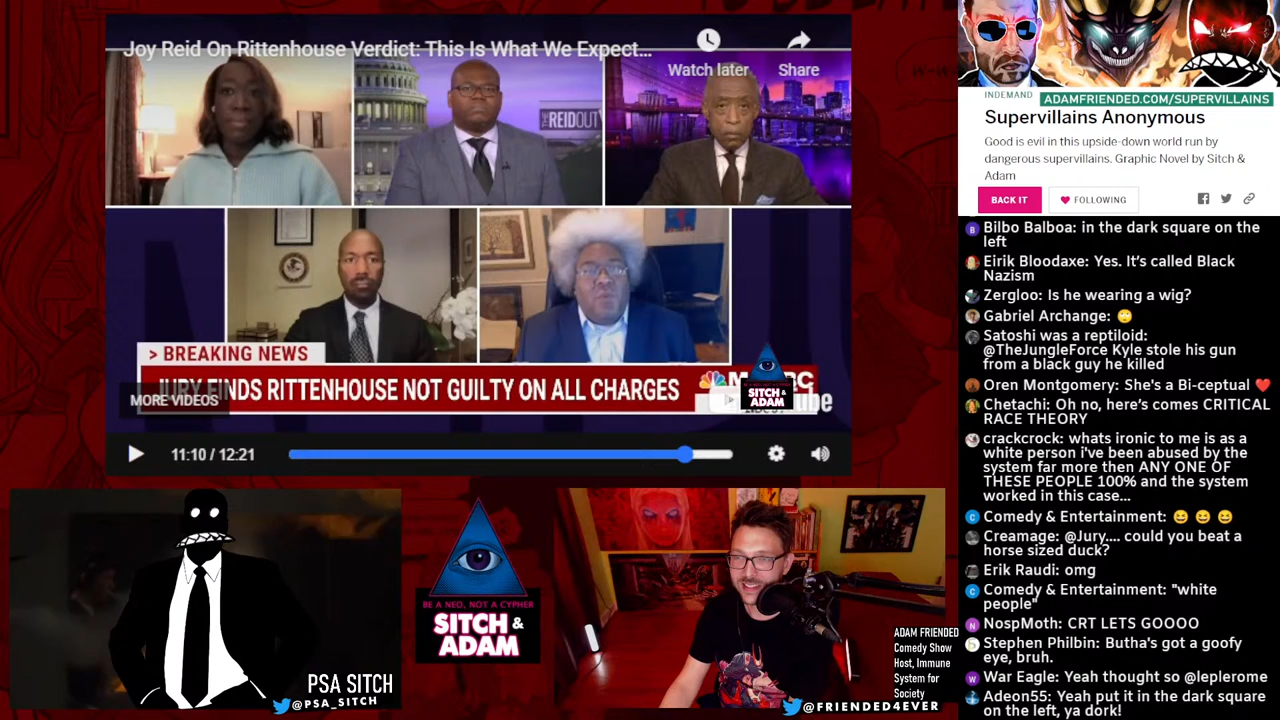 Joy Reid On Rittenhouse Verdict: This Is What We Expect...
Watch later
Share
THE REIDOUT
> BREAKING NEWS
JURY FINDS RITTENHOUSE NOT GUILTY ON ALL CHARGES
MORE VIDEOS
SITCH &
ADAM
11:10 / 12:21
BE A NEO, NOT A CYPHER
SITCH &
ADAM
PSA SITCH
@PSA_SITCH
ADAM FRIENDED
Comedy Show
Host, Immune
System for
Society
@FRIENDED4EVER
INDEMAND
ADAMFRIENDED.COM/SUPERVILLAINS
Supervillains Anonymous
Good is evil in this upside-down world run by
dangerous supervillains. Graphic Novel by Sitch &
Adam
BACK IT
FOLLOWING
Bilbo Balboa: in the dark square on the
left
Eirik Bloodaxe: Yes. It's called Black
Nazism
Zergloo: Is he wearing a wig?
Gabriel Archange: 🙄
Satoshi was a reptiloid:
@TheJungleForce Kyle stole his gun
from a black guy he killed
Oren Montgomery: She's a Bi-ceptual ❤️
Chetachi: Oh no, here's comes CRITICAL
RACE THEORY
crackcrock: whats ironic to me is as a
white person i've been abused by the
system far more then ANY ONE OF
THESE PEOPLE 100% and the system
worked in this case...
Comedy & Entertainment: 😆 😆 😆
Creamage: @Jury.... could you beat a
horse sized duck?
Erik Raudi: omg
Comedy & Entertainment: "white
people"
NospMoth: CRT LETS GOOOO
Stephen Philbin: Butha's got a goofy
eye, bruh.
War Eagle: Yeah thought so @leplerome
Adeon55: Yeah put it in the dark square
on the left, ya dork!